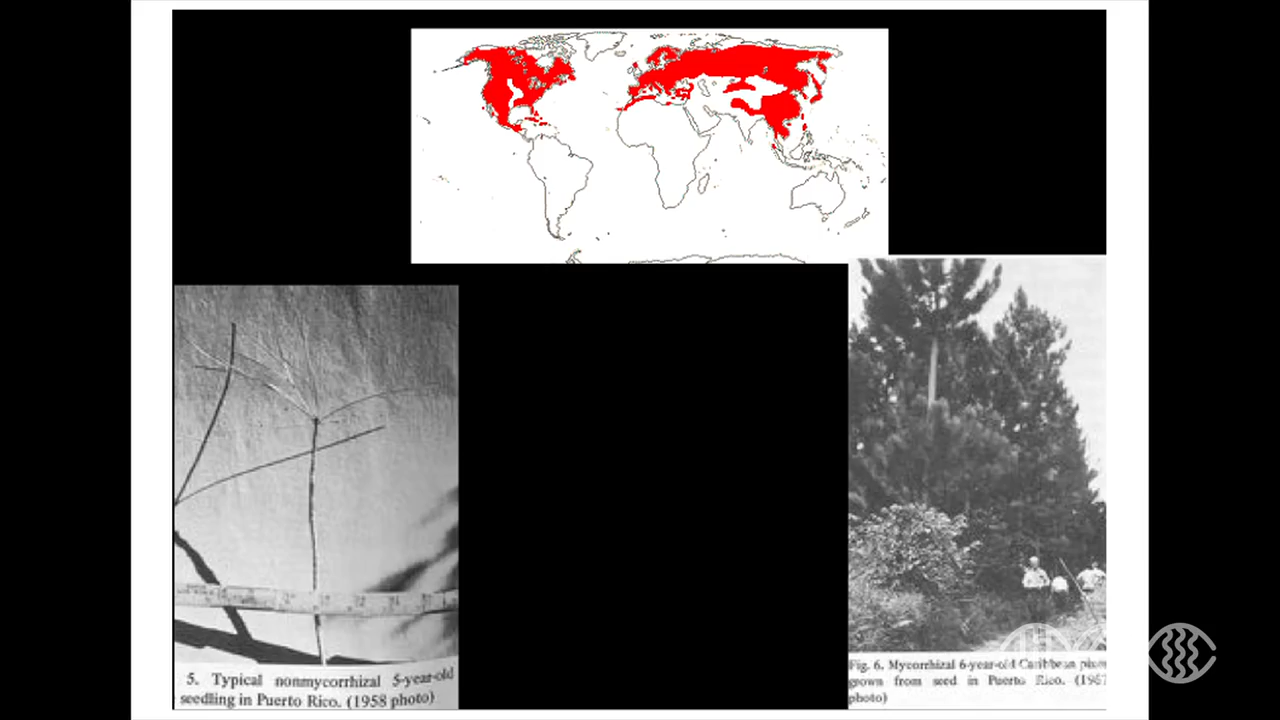 5. Typical nonmycorrhizal 5-year-old
seedling in Puerto Rico. (1958 photo)
Fig. 6. Mycorrhizal 6-year-old Caribbean pines
grown from seed in Puerto Rico.
photo)